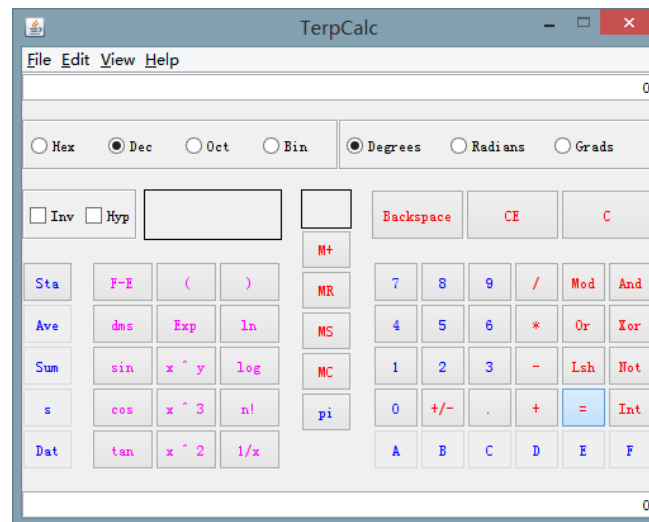 TerpCalc
File Edit View Help
0
Hex Dec Oct Bin Degrees Radians Grads
Inv Hyp Backspace CE C
M+
Sta F-E ( ) MR 7 8 9 / Mod And
Ave dms Exp ln MS 4 5 6 * Or Xor
Sum sin x ^ y log MC 1 2 3 - Lsh Not
s cos x ^ 3 n! pi 0 +/- . + = Int
Dat tan x ^ 2 1/x A B C D E F
0